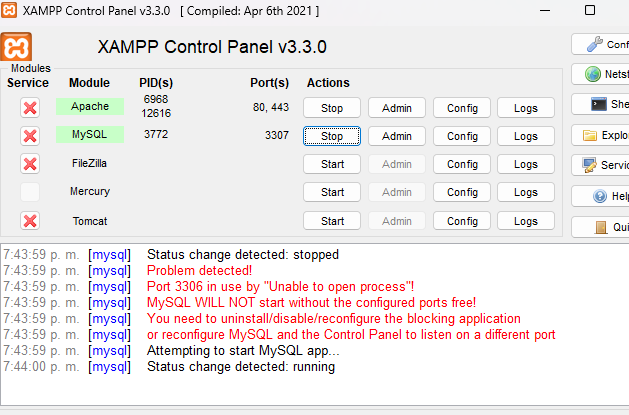 XAMPP Control Panel v3.3.0 [ Compiled: Apr 6th 2021 ]
XAMPP Control Panel v3.3.0
Modules
Service Module PID(s) Port(s) Actions
Apache 6968 12616 80, 443 Stop Admin Config Logs
MySQL 3772 3307 Stop Admin Config Logs
FileZilla Start Admin Config Logs
Mercury Start Admin Config Logs
Tomcat Start Admin Config Logs
Conf
Netst
She
Explor
Servic
Help
Qui
7:43:59 p. m. [mysql] Status change detected: stopped
7:43:59 p. m. [mysql] Problem detected!
7:43:59 p. m. [mysql] Port 3306 in use by "Unable to open process"!
7:43:59 p. m. [mysql] MySQL WILL NOT start without the configured ports free!
7:43:59 p. m. [mysql] You need to uninstall/disable/reconfigure the blocking application
7:43:59 p. m. [mysql] or reconfigure MySQL and the Control Panel to listen on a different port
7:43:59 p. m. [mysql] Attempting to start MySQL app...
7:44:00 p. m. [mysql] Status change detected: running